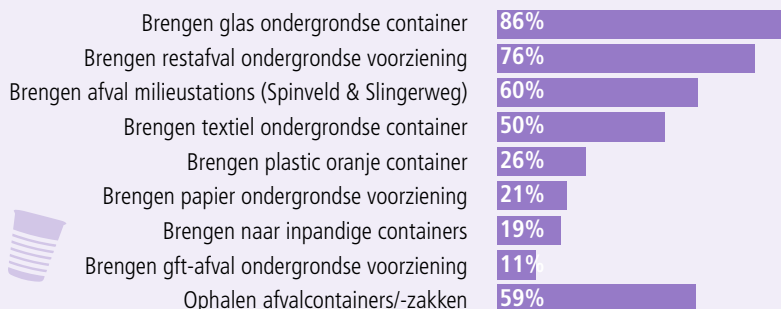 Brengen glas ondergrondse container 86%
Brengen restafval ondergrondse voorziening 76%
Brengen afval milieustations (Spinveld & Slingerweg) 60%
Brengen textiel ondergrondse container 50%
Brengen plastic oranje container 26%
Brengen papier ondergrondse voorziening 21%
Brengen naar inpandige containers 19%
Brengen gft-afval ondergrondse voorziening 11%
Ophalen afvalcontainers/-zakken 59%